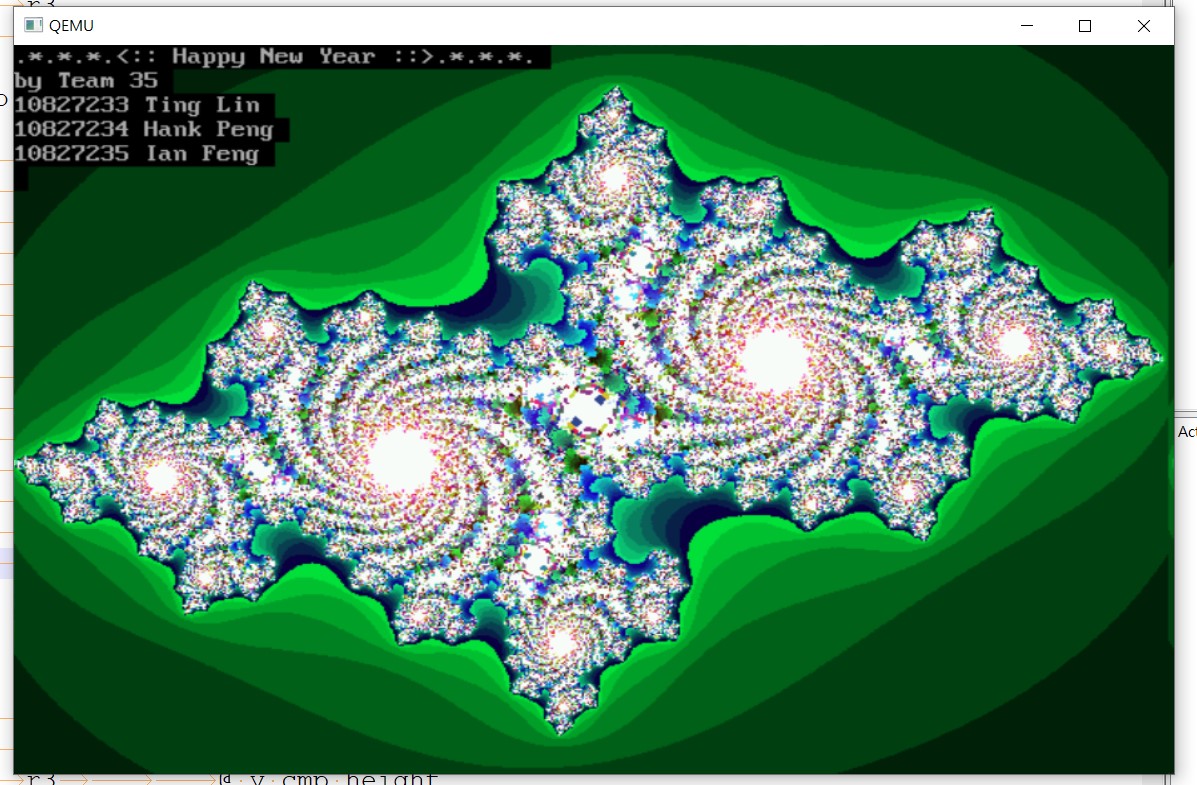 r3
QEMU
.*.*.*.<:: Happy New Year ::>.*.*.*.
by Team 35
10827233 Ting Lin
10827234 Hank Peng
10827235 Ian Feng
r3 @ y cmp height